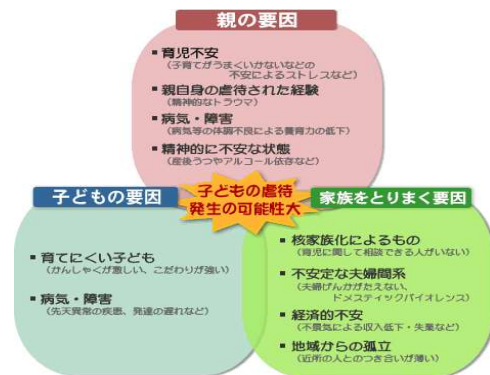 親の要因
▪ 育児不安
(子育てがうまくいかないなどの
不安によるストレスなど)
▪ 親自身の虐待された経験
(精神的なトラウマ)
▪ 病気・障害
(病気等の体調不良による養育力の低下)
▪ 精神的に不安な状態
(産後うつやアルコール依存など)
子どもの虐待
発生の可能性大
子どもの要因
▪ 育てにくい子ども
(かんしゃくが激しい、こだわりが強い)
▪ 病気・障害
(先天異常の疾患、発達の遅れなど)
家族をとりまく要因
▪ 核家族化によるもの
(育児に関して相談できる人がいない)
▪ 不安定な夫婦間系
(夫婦げんかがたえない、
ドメスティックバイオレンス)
▪ 経済的不安
(不景気による収入低下・失業など)
▪ 地域からの孤立
(近所の人とのつき合いが薄い)